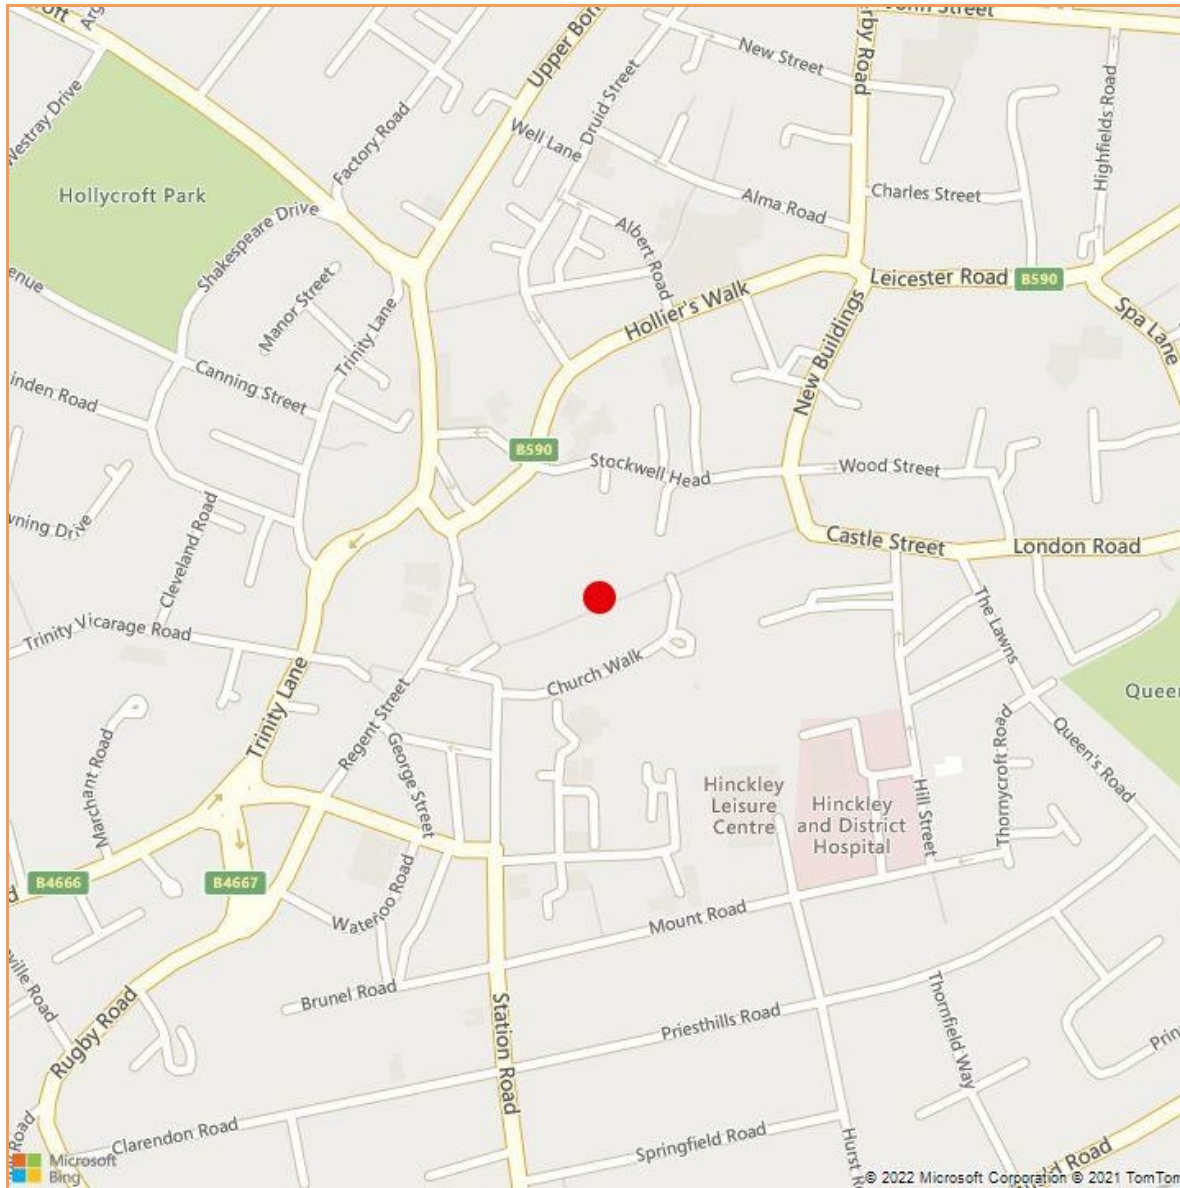 John Street
New Street
Upper Bon
Druid Street
Factory Road
Well Lane
Westray Drive
Highfields Road
Hollycroft Park
Charles Street
Alma Road
Shakespeare Drive
Albert Road
Leicester Road
B590
Manor Street
Hollier's Walk
Spa Lane
Trinity Lane
New Buildings
Canning Street
B590
Stockwell Head
Wood Street
Castle Street
London Road
Cleveland Road
The Lawns
Trinity Vicarage Road
Church Walk
Trinity Lane
Regent Street
George Street
Marchant Road
Queen's Road
Thornycroft Road
Hill Street
Hinckley
Leisure
Centre
Hinckley
and District
Hospital
B4666
B4667
Waterloo Road
Mount Road
Brunel Road
Station Road
Priesthills Road
Thornfield Way
Rugby Road
Clarendon Road
Springfield Road
Microsoft
Bing
© 2022 Microsoft Corporation © 2021 TomTom